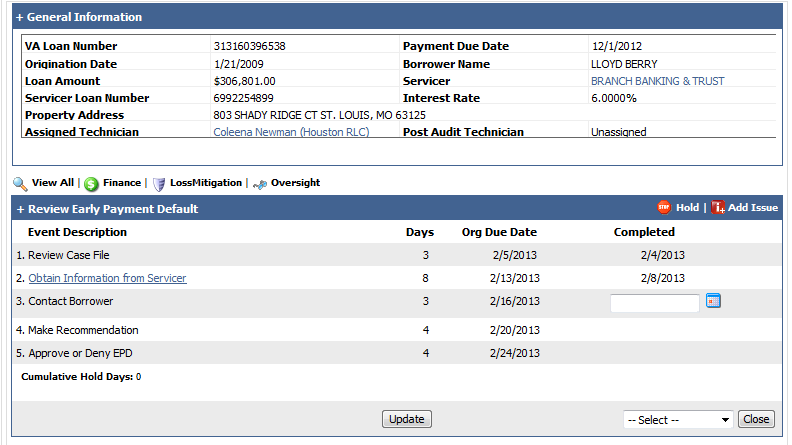 + General Information
VA Loan Number 313160396538 Payment Due Date 12/1/2012
Origination Date 1/21/2009 Borrower Name LLOYD BERRY
Loan Amount $306,801.00 Servicer BRANCH BANKING & TRUST
Servicer Loan Number 6992254899 Interest Rate 6.0000%
Property Address 803 SHADY RIDGE CT ST. LOUIS, MO 63125
Assigned Technician Coleena Newman (Houston RLC) Post Audit Technician Unassigned
View All | Finance | LossMitigation | Oversight
+ Review Early Payment Default STOP Hold | Add Issue
Event Description Days Org Due Date Completed
1. Review Case File 3 2/5/2013 2/4/2013
2. Obtain Information from Servicer 8 2/13/2013 2/8/2013
3. Contact Borrower 3 2/16/2013
4. Make Recommendation 4 2/20/2013
5. Approve or Deny EPD 4 2/24/2013
Cumulative Hold Days: 0
Update -- Select -- Close